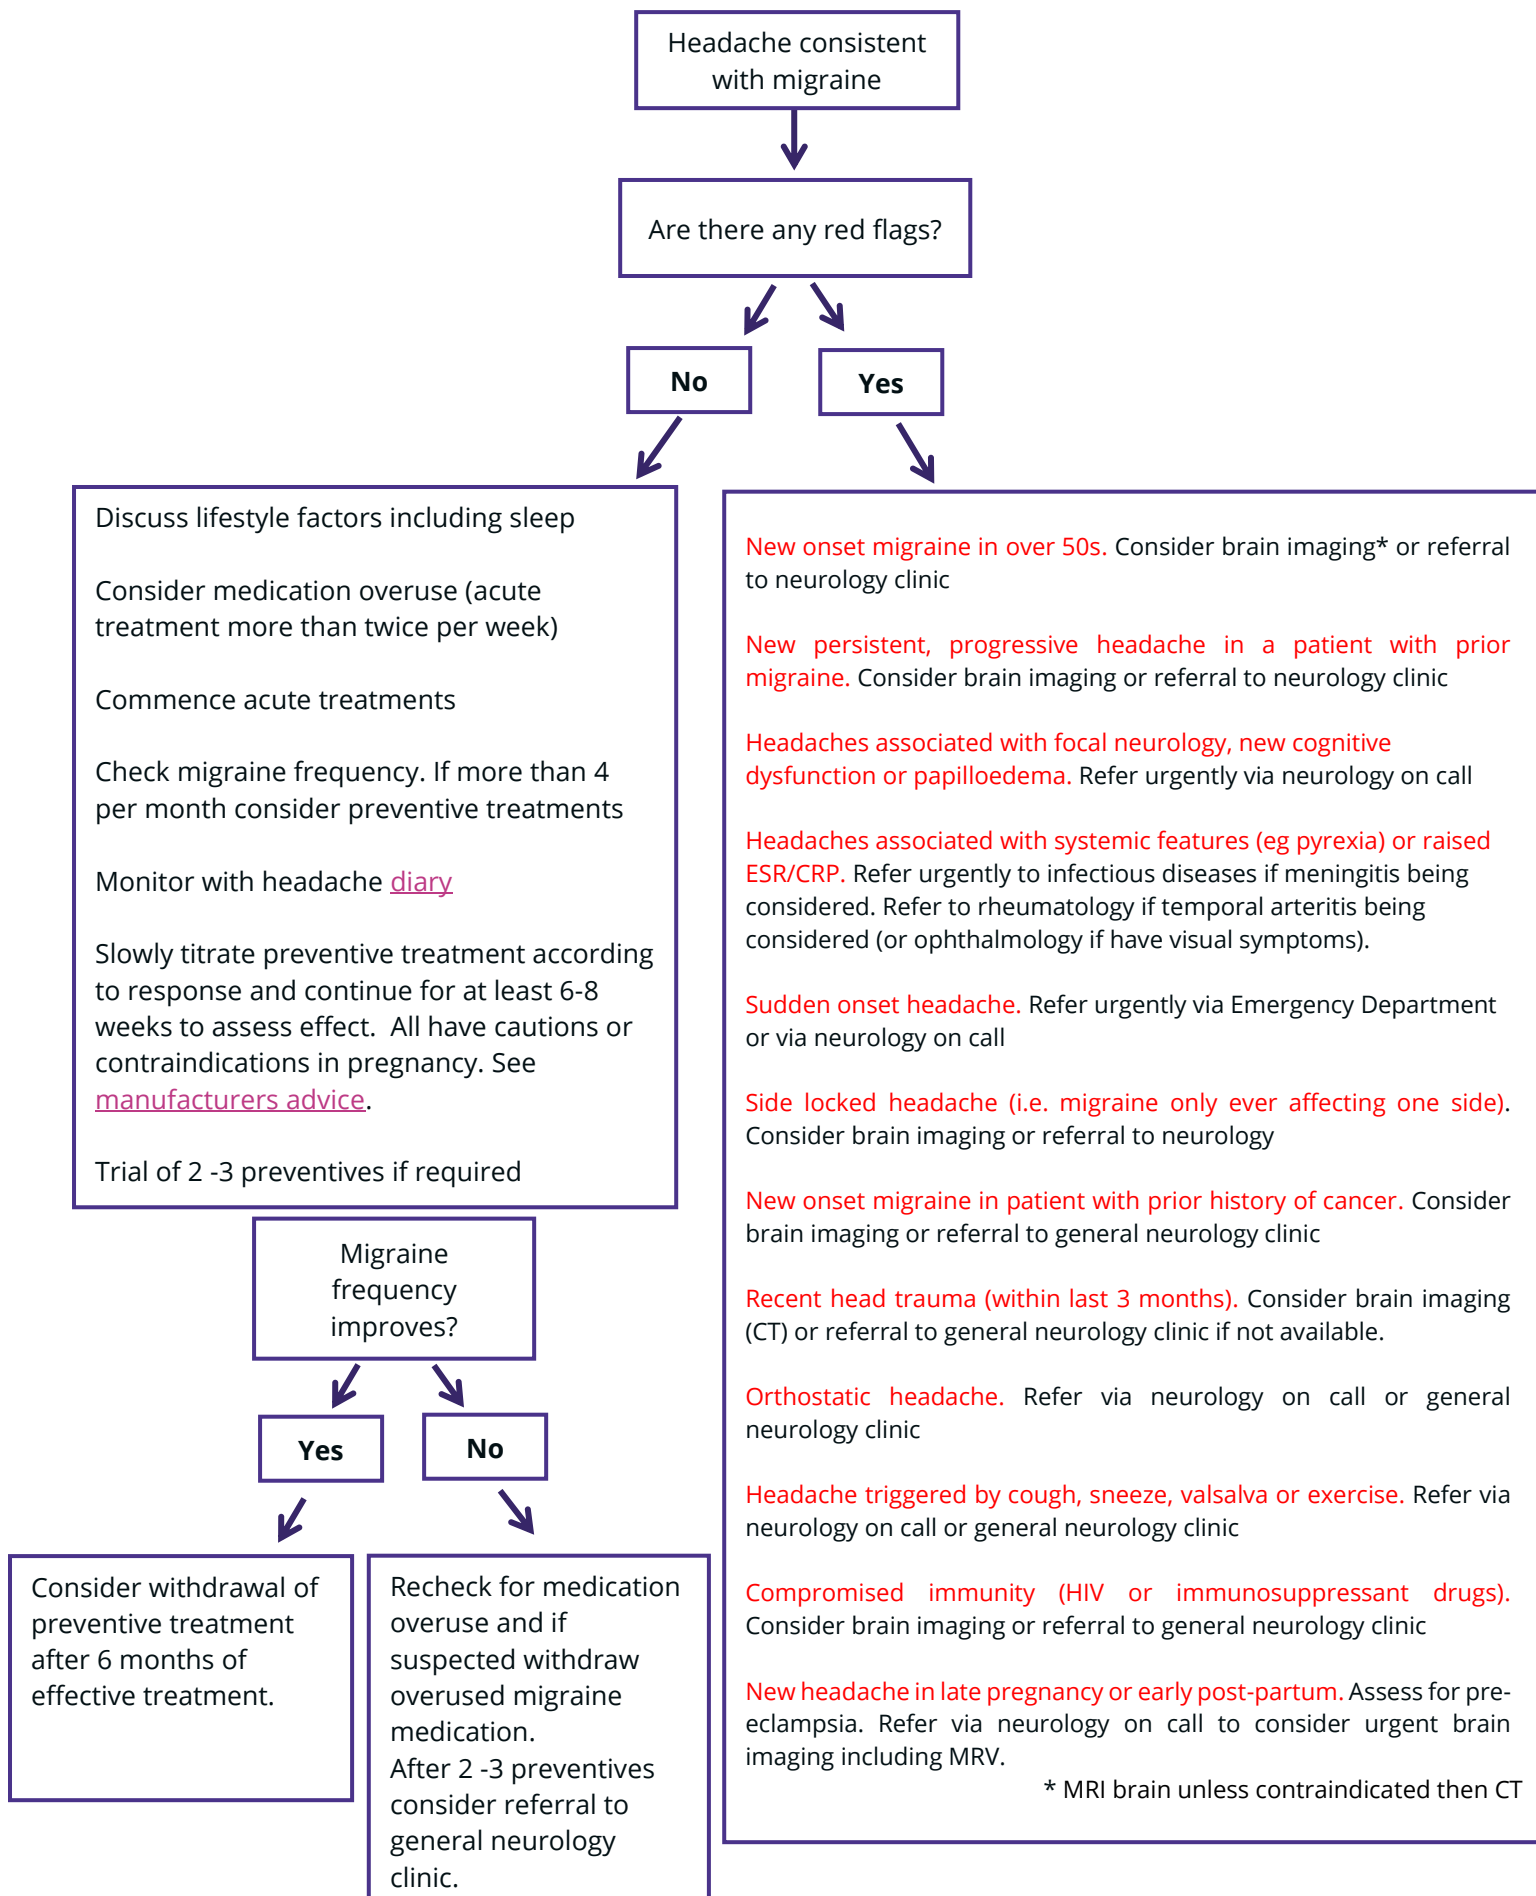 Headache consistent
with migraine
Are there any red flags?
No
Yes
Discuss lifestyle factors including sleep
Consider medication overuse (acute
treatment more than twice per week)
Commence acute treatments
Check migraine frequency. If more than 4
per month consider preventive treatments
Monitor with headache diary
Slowly titrate preventive treatment according
to response and continue for at least 6-8
weeks to assess effect.  All have cautions or
contraindications in pregnancy. See
manufacturers advice.
Trial of 2 -3 preventives if required
Migraine
frequency
improves?
Yes
No
Consider withdrawal of
preventive treatment
after 6 months of
effective treatment.
Recheck for medication
overuse and if
suspected withdraw
overused migraine
medication.
After 2 -3 preventives
consider referral to
general neurology
clinic.
New onset migraine in over 50s. Consider brain imaging* or referral
to neurology clinic
New persistent, progressive headache in a patient with prior
migraine. Consider brain imaging or referral to neurology clinic
Headaches associated with focal neurology, new cognitive
dysfunction or papilloedema. Refer urgently via neurology on call
Headaches associated with systemic features (eg pyrexia) or raised
ESR/CRP. Refer urgently to infectious diseases if meningitis being
considered. Refer to rheumatology if temporal arteritis being
considered (or ophthalmology if have visual symptoms).
Sudden onset headache. Refer urgently via Emergency Department
or via neurology on call
Side locked headache (i.e. migraine only ever affecting one side).
Consider brain imaging or referral to neurology
New onset migraine in patient with prior history of cancer. Consider
brain imaging or referral to general neurology clinic
Recent head trauma (within last 3 months). Consider brain imaging
(CT) or referral to general neurology clinic if not available.
Orthostatic headache. Refer via neurology on call or general
neurology clinic
Headache triggered by cough, sneeze, valsalva or exercise. Refer via
neurology on call or general neurology clinic
Compromised immunity (HIV or immunosuppressant drugs).
Consider brain imaging or referral to general neurology clinic
New headache in late pregnancy or early post-partum. Assess for pre-
eclampsia. Refer via neurology on call to consider urgent brain
imaging including MRV.
* MRI brain unless contraindicated then CT